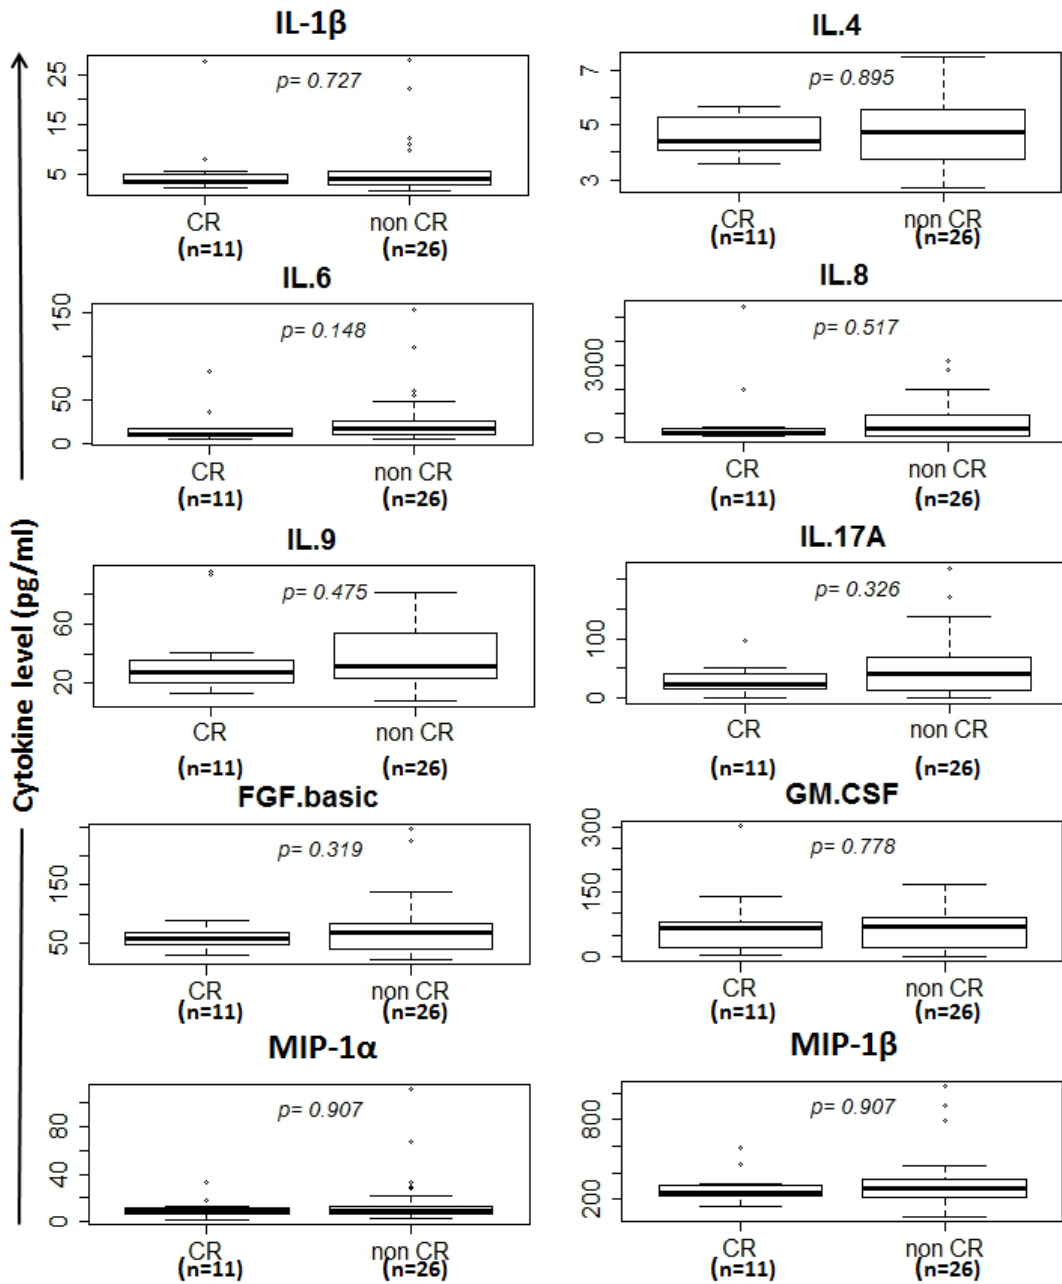 IL-1β
25
15
5
p= 0.727
CR
non CR
(n=11)
(n=26)
IL.4
7
5
3
p= 0.895
CR
non CR
(n=11)
(n=26)
IL.6
150
50
0
p= 0.148
CR
non CR
(n=11)
(n=26)
IL.8
3000
0
p= 0.517
CR
non CR
(n=11)
(n=26)
Cytokine level (pg/ml)
IL.9
60
20
p= 0.475
CR
non CR
(n=11)
(n=26)
IL.17A
100
0
p= 0.326
CR
non CR
(n=11)
(n=26)
FGF.basic
150
50
p= 0.319
CR
non CR
(n=11)
(n=26)
GM.CSF
300
150
0
p= 0.778
CR
non CR
(n=11)
(n=26)
MIP-1α
80
40
0
p= 0.907
CR
non CR
(n=11)
(n=26)
MIP-1β
800
200
p= 0.907
CR
non CR
(n=11)
(n=26)